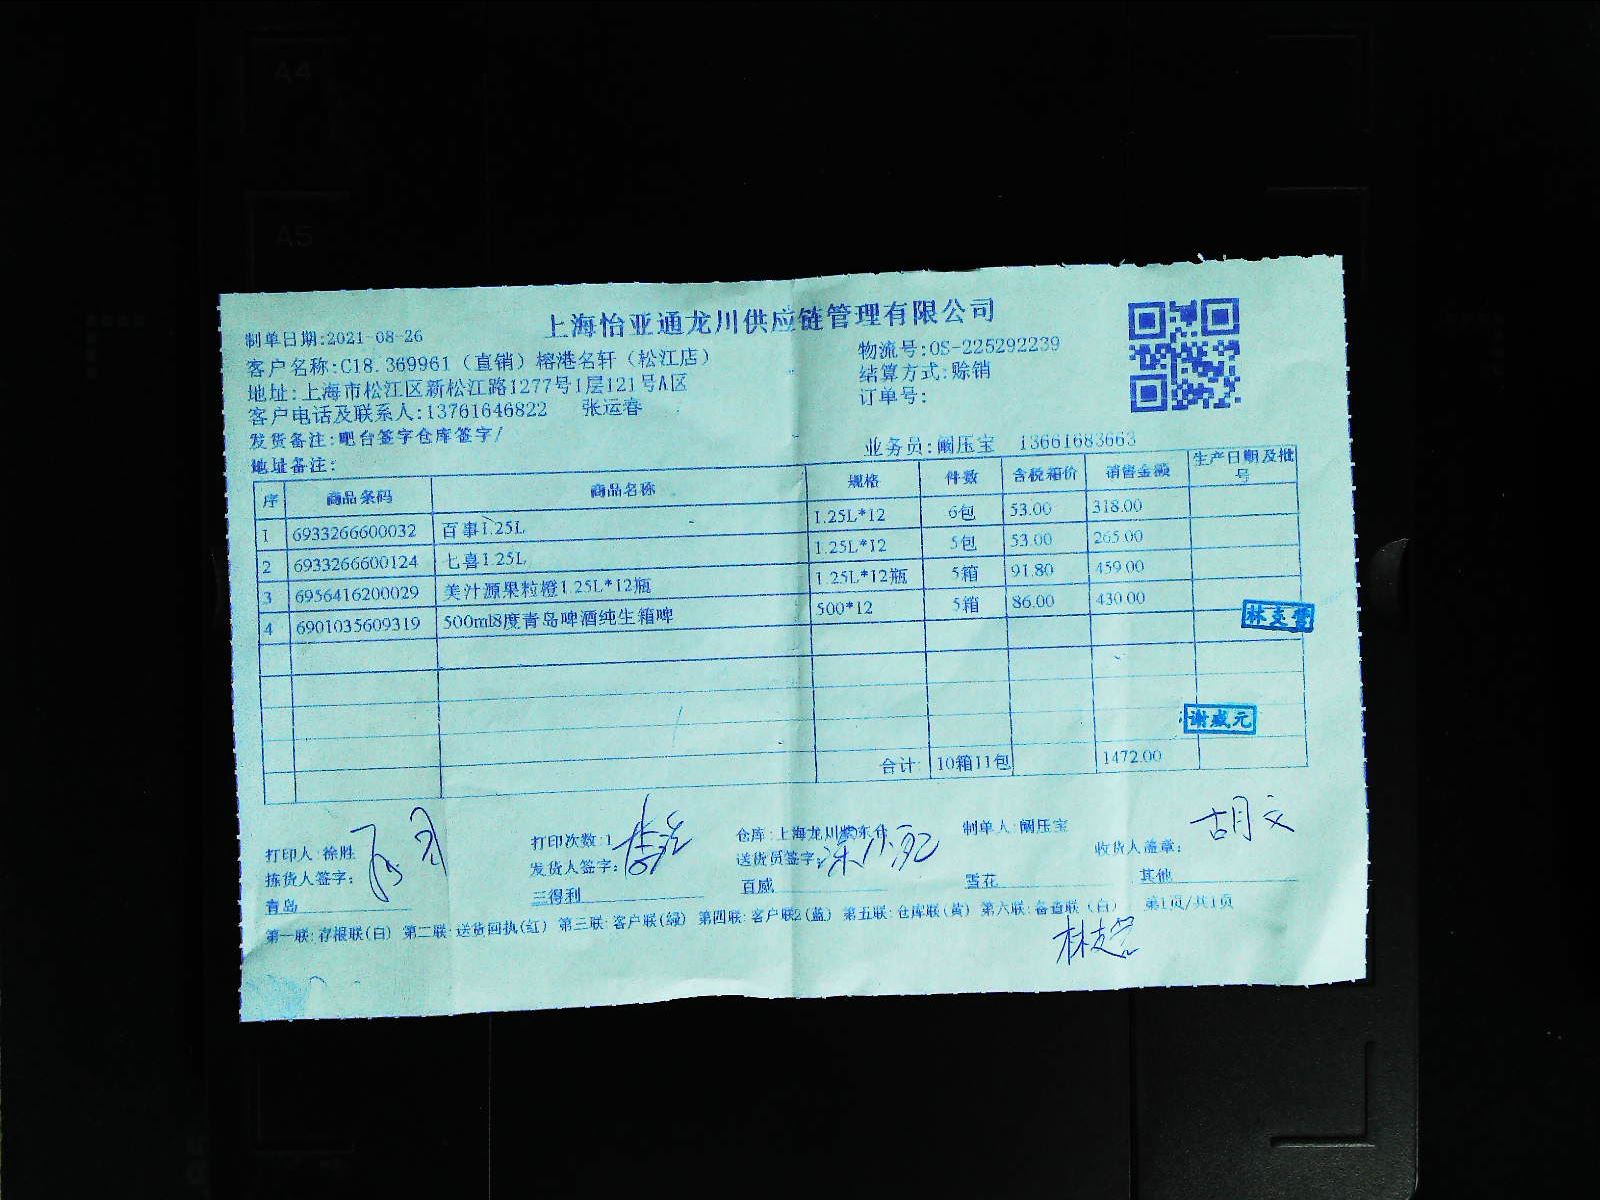 A4
A5
上海怡亚通龙川供应链管理有限公司
制单日期:2021-08-26
客户名称:C18.369961（直销）榕港名轩（松江店）
物流号:OS-225292239
地址:上海市松江区新松江路1277号1层121号A区
结算方式:赊销
客户电话及联系人:13761646822 张运春
订单号:
发货备注:吧台签字仓库签字/
业务员:阚压宝 13661683663
地址备注:
序 商品条码 商品名称 规格 件数 含税箱价 销售金额 生产日期及批号
1 6933266600032 百事1.25L 1.25L*12 6包 53.00 318.00
2 6933266600124 七喜1.25L 1.25L*12 5包 53.00 265.00
3 6956416200029 美汁源果粒橙1.25L*12瓶 1.25L*12瓶 5箱 91.80 459.00
4 6901035609319 500ml8度青岛啤酒纯生箱啤 500*12 5箱 86.00 430.00
林支营
谢威元
合计: 10箱11包 1472.00
打印人:徐胜 打印次数:1 仓库:上海龙川 东仓 制单人:阚压宝
拣货人签字: 发货人签字: 送货员签字: 收货人盖章: 胡文
青岛 三得利 百威 雪花 其他
第一联:存根联(白) 第二联:送货回执(红) 第三联:客户联(绿) 第四联:客户联2(蓝) 第五联:仓库联(黄) 第六联:备查联(白) 第1页/共1页
林支营